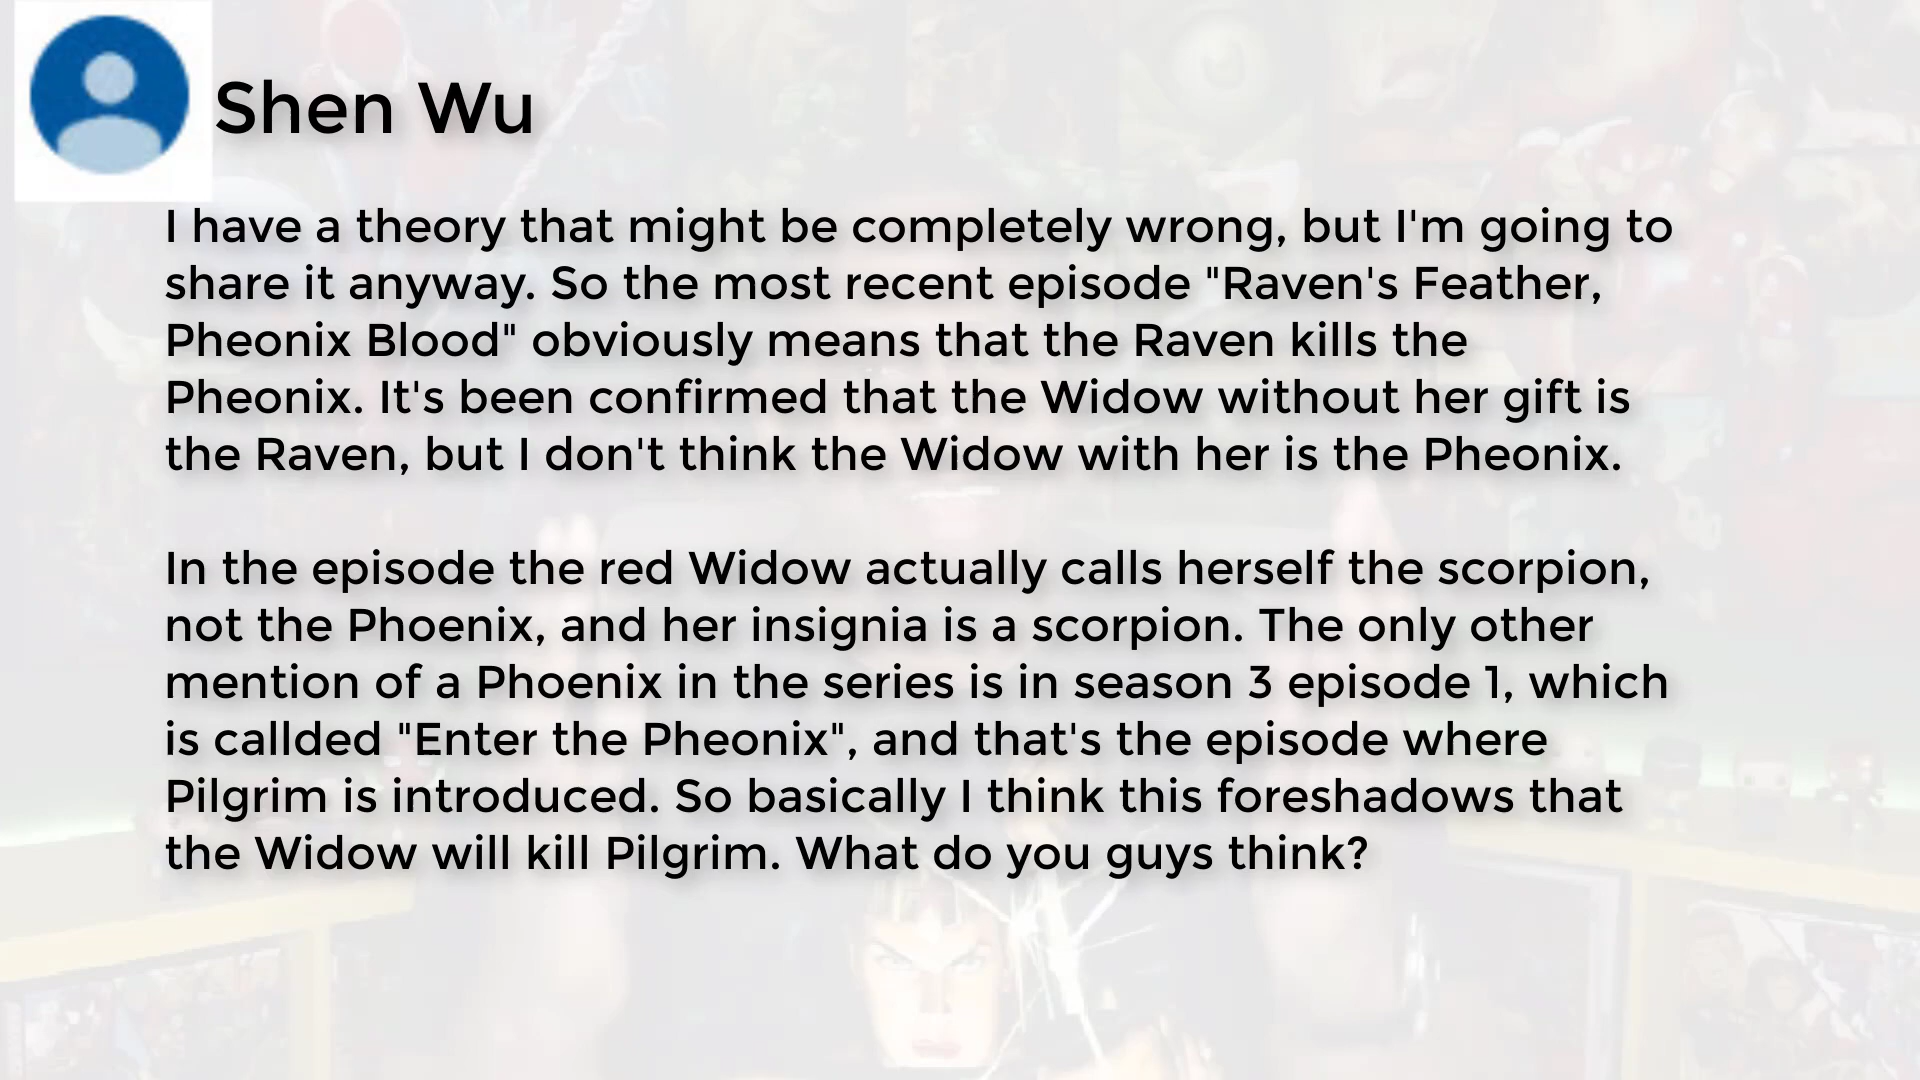 Shen Wu
I have a theory that might be completely wrong, but I'm going to
share it anyway. So the most recent episode "Raven's Feather,
Pheonix Blood" obviously means that the Raven kills the
Pheonix. It's been confirmed that the Widow without her gift is
the Raven, but I don't think the Widow with her is the Pheonix.
In the episode the red Widow actually calls herself the scorpion,
not the Phoenix, and her insignia is a scorpion. The only other
mention of a Phoenix in the series is in season 3 episode 1, which
is callded "Enter the Pheonix", and that's the episode where
Pilgrim is introduced. So basically I think this foreshadows that
the Widow will kill Pilgrim. What do you guys think?